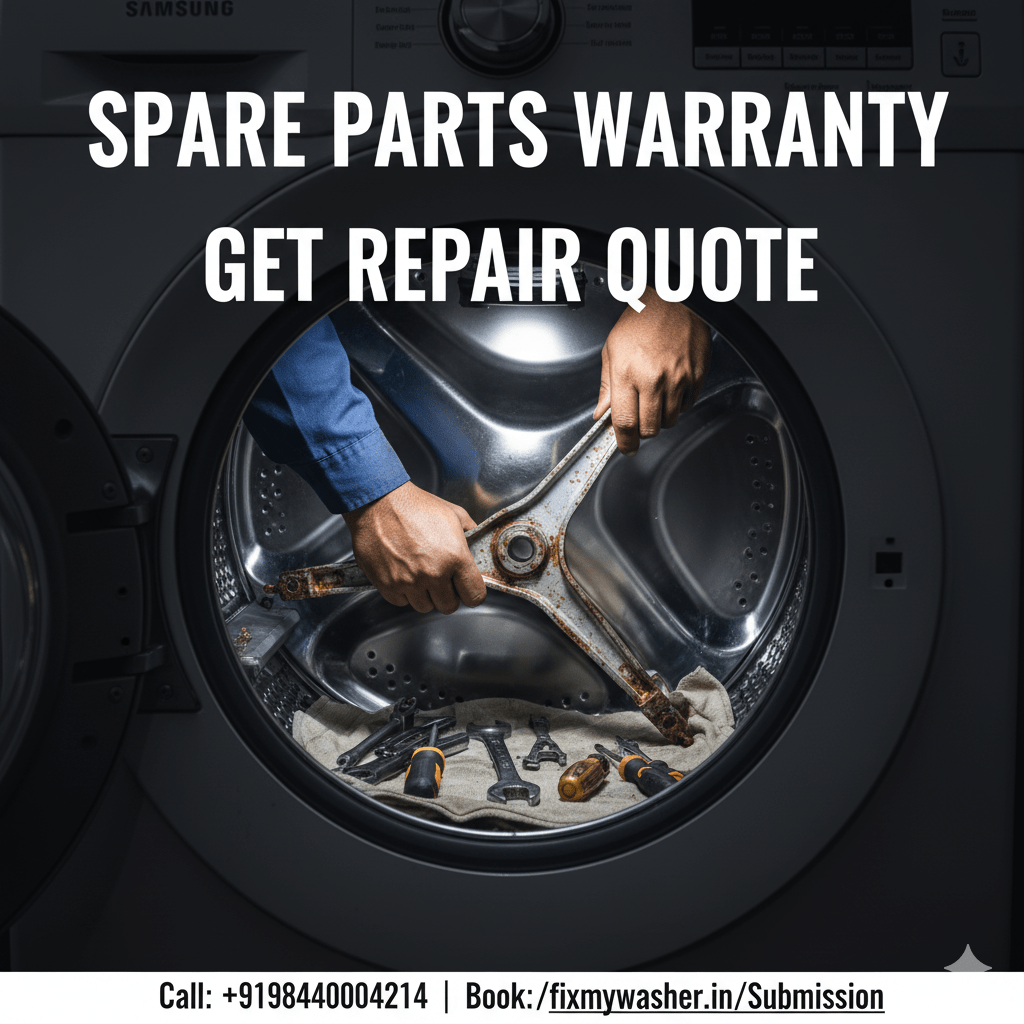 SAMSUNG
SPARE PARTS WARRANTY
GET REPAIR QUOTE
Call: +9198440004214 | Book:/fixmywasher.in/Submission